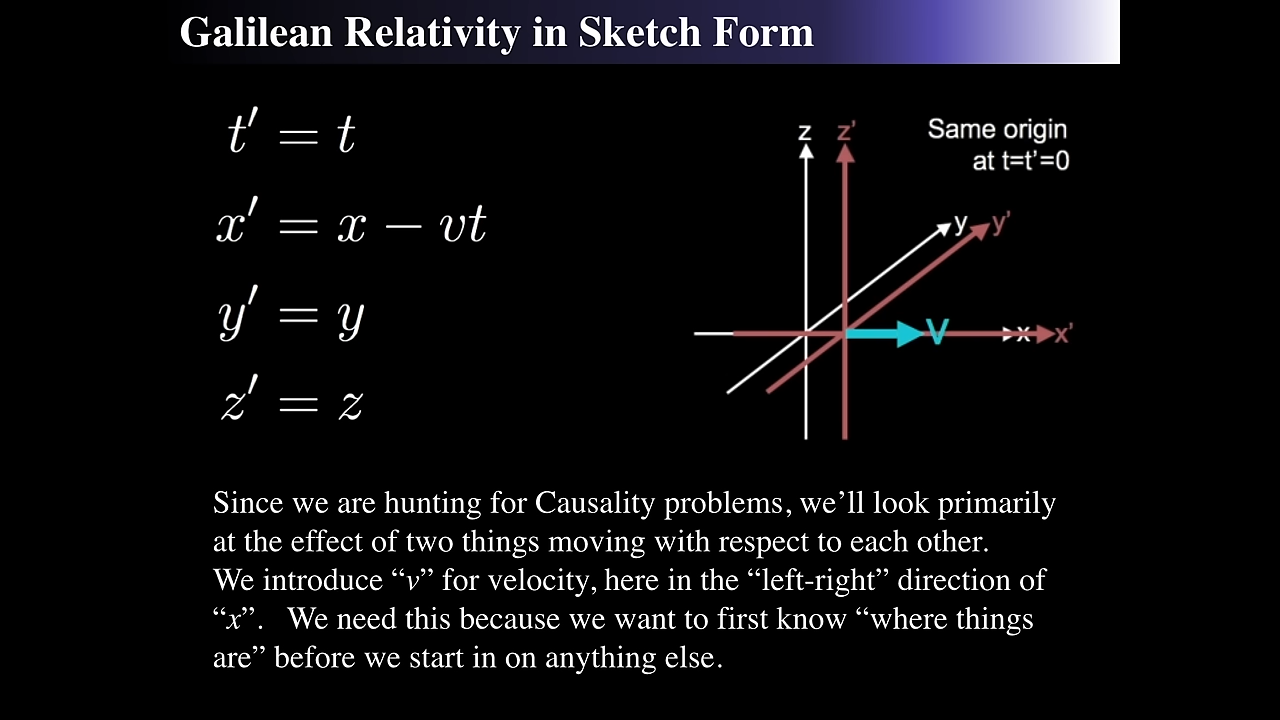 Galilean Relativity in Sketch Form
t′ = t
x′ = x − vt
y′ = y
z′ = z
z z’
Same origin
at t=t’=0
y y’
V x x’
Since we are hunting for Causality problems, we’ll look primarily
at the effect of two things moving with respect to each other.
We introduce “v” for velocity, here in the “left-right” direction of
“x”.   We need this because we want to first know “where things
are” before we start in on anything else.